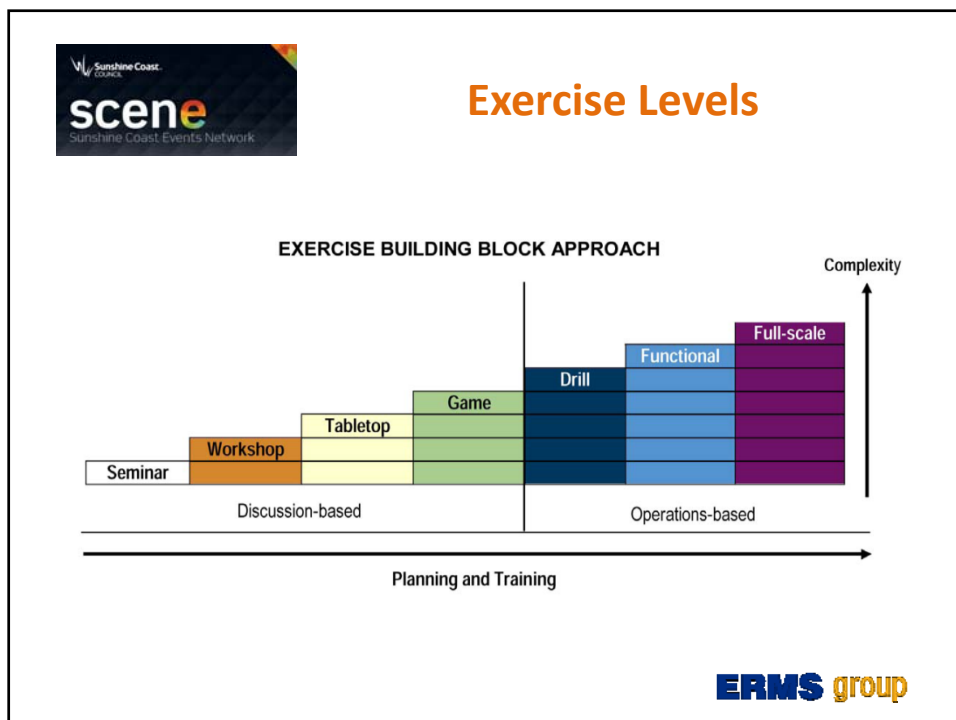 Sunshine Coast
COUNCIL
scene
Sunshine Coast Events Network
Exercise Levels
EXERCISE BUILDING BLOCK APPROACH
Complexity
Full-scale
Functional
Drill
Game
Tabletop
Workshop
Seminar
Discussion-based
Operations-based
Planning and Training
ERMS group